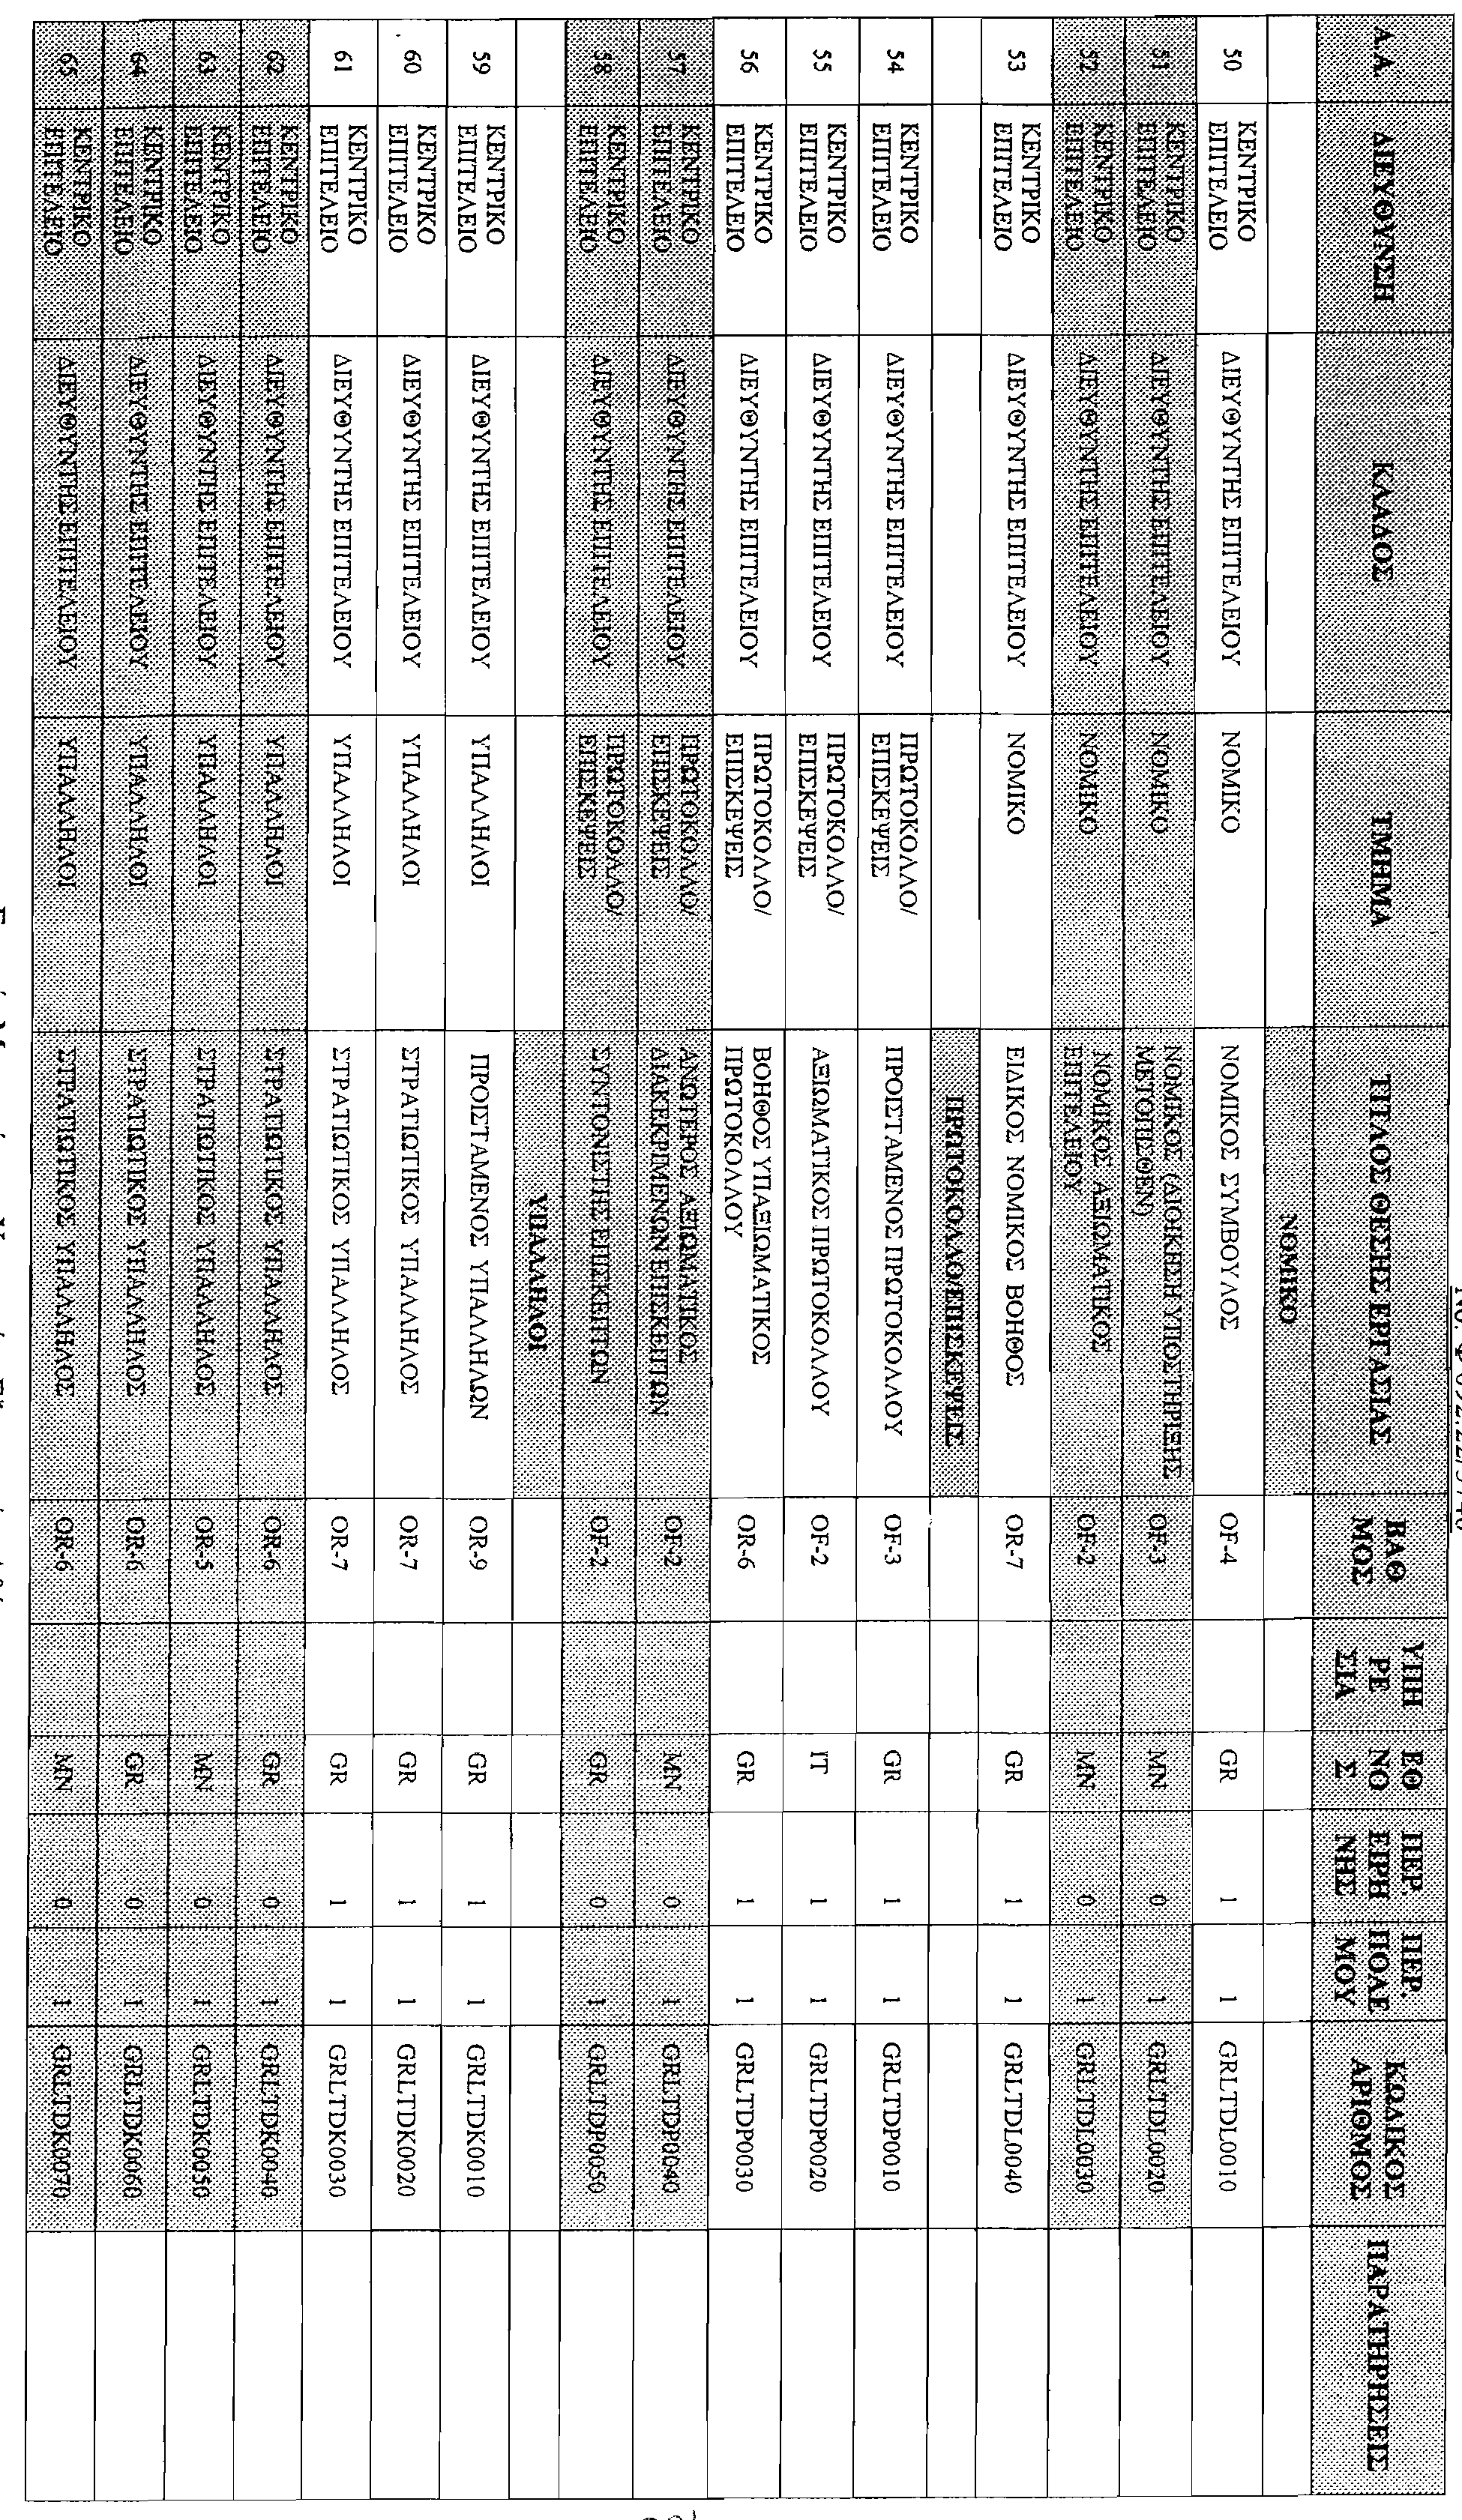 Α.Α. ΔΙΕΥΘΥΝΣΗ ΚΛΑΔΟΣ ΤΜΗΜΑ ΤΙΤΛΟΣ ΘΕΣΗΣ ΕΡΓΑΣΙΑΣ ΒΑΘ ΜΟΣ ΥΠΗ ΡΕ ΣΙΑ ΕΘ ΝΟ Σ ΠΕΡ. ΕΙΡΗ ΝΗΣ ΠΕΡ. ΠΟΛΕ ΜΟΥ ΚΩΔΙΚΟΣ ΑΡΙΘΜΟΣ ΠΑΡΑΤΗΡΗΣΕΙΣ
ΝΟΜΙΚΟ
50 ΚΕΝΤΡΙΚΟ ΕΠΙΤΕΛΕΙΟ ΔΙΕΥΘΥΝΤΗΣ ΕΠΙΤΕΛΕΙΟΥ ΝΟΜΙΚΟ ΝΟΜΙΚΟΣ ΣΥΜΒΟΥΛΟΣ OF-4 GR 1 1 GRLTDL0010
51 ΚΕΝΤΡΙΚΟ ΕΠΙΤΕΛΕΙΟ ΔΙΕΥΘΥΝΤΗΣ ΕΠΙΤΕΛΕΙΟΥ ΝΟΜΙΚΟ ΝΟΜΙΚΟΣ (ΔΙΟΙΚΕΣΗ ΥΠΟΣΤΗΡΙΞΗΣ ΜΕΤΟΠΙΣΘΕΝ) OF-3 MN 0 1 GRLTDL0020
52 ΚΕΝΤΡΙΚΟ ΕΠΙΤΕΛΕΙΟ ΔΙΕΥΘΥΝΤΗΣ ΕΠΙΤΕΛΕΙΟΥ ΝΟΜΙΚΟ ΝΟΜΙΚΟΣ ΑΞΙΩΜΑΤΙΚΟΣ ΕΠΙΤΕΛΕΙΟΥ OF-2 MN 0 1 GRLTDL0030
53 ΚΕΝΤΡΙΚΟ ΕΠΙΤΕΛΕΙΟ ΔΙΕΥΘΥΝΤΗΣ ΕΠΙΤΕΛΕΙΟΥ ΝΟΜΙΚΟ ΕΙΔΙΚΟΣ ΝΟΜΙΚΟΣ ΒΟΗΘΟΣ OR-7 GR 1 1 GRLTDL0040
ΠΡΩΤΟΚΟΛΛΟ/ΕΠΙΣΚΕΨΕΙΣ
54 ΚΕΝΤΡΙΚΟ ΕΠΙΤΕΛΕΙΟ ΔΙΕΥΘΥΝΤΗΣ ΕΠΙΤΕΛΕΙΟΥ ΠΡΩΤΟΚΟΛΛΟ/ ΕΠΙΣΚΕΨΕΙΣ ΠΡΟΙΣΤΑΜΕΝΟΣ ΠΡΩΤΟΚΟΛΛΟΥ OF-3 GR 1 1 GRLTDP0010
55 ΚΕΝΤΡΙΚΟ ΕΠΙΤΕΛΕΙΟ ΔΙΕΥΘΥΝΤΗΣ ΕΠΙΤΕΛΕΙΟΥ ΠΡΩΤΟΚΟΛΛΟ/ ΕΠΙΣΚΕΨΕΙΣ ΑΞΙΩΜΑΤΙΚΟΣ ΠΡΩΤΟΚΟΛΛΟΥ OF-2 IT 1 1 GRLTDP0020
56 ΚΕΝΤΡΙΚΟ ΕΠΙΤΕΛΕΙΟ ΔΙΕΥΘΥΝΤΗΣ ΕΠΙΤΕΛΕΙΟΥ ΠΡΩΤΟΚΟΛΛΟ/ ΕΠΙΣΚΕΨΕΙΣ ΒΟΗΘΟΣ ΥΠΑΞΙΩΜΑΤΙΚΟΣ ΠΡΩΤΟΚΟΛΛΟΥ OR-6 GR 1 1 GRLTDP0030
57 ΚΕΝΤΡΙΚΟ ΕΠΙΤΕΛΕΙΟ ΔΙΕΥΘΥΝΤΗΣ ΕΠΙΤΕΛΕΙΟΥ ΠΡΩΤΟΚΟΛΛΟ/ ΕΠΙΣΚΕΨΕΙΣ ΑΝΩΤΕΡΟΣ ΑΞΙΩΜΑΤΙΚΟΣ ΔΙΑΚΕΚΡΙΜΕΝΩΝ ΕΠΙΣΚΕΠΤΩΝ OF-2 MN 0 1 GRLTDP0040
58 ΚΕΝΤΡΙΚΟ ΕΠΙΤΕΛΕΙΟ ΔΙΕΥΘΥΝΤΗΣ ΕΠΙΤΕΛΕΙΟΥ ΠΡΩΤΟΚΟΛΛΟ/ ΕΠΙΣΚΕΨΕΙΣ ΣΥΝΤΟΝΙΣΤΗΣ ΕΠΙΣΚΕΠΤΩΝ OF-2 GR 0 1 GRLTDP0050
ΥΠΑΛΛΗΛΟΙ
59 ΚΕΝΤΡΙΚΟ ΕΠΙΤΕΛΕΙΟ ΔΙΕΥΘΥΝΤΗΣ ΕΠΙΤΕΛΕΙΟΥ ΥΠΑΛΛΗΛΟΙ ΠΡΟΙΣΤΑΜΕΝΟΣ ΥΠΑΛΛΗΛΩΝ OR-9 GR 1 1 GRLTDK0010
60 ΚΕΝΤΡΙΚΟ ΕΠΙΤΕΛΕΙΟ ΔΙΕΥΘΥΝΤΗΣ ΕΠΙΤΕΛΕΙΟΥ ΥΠΑΛΛΗΛΟΙ ΣΤΡΑΤΙΩΤΙΚΟΣ ΥΠΑΛΛΗΛΟΣ OR-7 GR 1 1 GRLTDK0020
61 ΚΕΝΤΡΙΚΟ ΕΠΙΤΕΛΕΙΟ ΔΙΕΥΘΥΝΤΗΣ ΕΠΙΤΕΛΕΙΟΥ ΥΠΑΛΛΗΛΟΙ ΣΤΡΑΤΙΩΤΙΚΟΣ ΥΠΑΛΛΗΛΟΣ OR-7 GR 1 1 GRLTDK0030
62 ΚΕΝΤΡΙΚΟ ΕΠΙΤΕΛΕΙΟ ΔΙΕΥΘΥΝΤΗΣ ΕΠΙΤΕΛΕΙΟΥ ΥΠΑΛΛΗΛΟΙ ΣΤΡΑΤΙΩΤΙΚΟΣ ΥΠΑΛΛΗΛΟΣ OR-6 GR 0 1 GRLTDK0040
63 ΚΕΝΤΡΙΚΟ ΕΠΙΤΕΛΕΙΟ ΔΙΕΥΘΥΝΤΗΣ ΕΠΙΤΕΛΕΙΟΥ ΥΠΑΛΛΗΛΟΙ ΣΤΡΑΤΙΩΤΙΚΟΣ ΥΠΑΛΛΗΛΟΣ OR-5 MN 0 1 GRLTDK0050
64 ΚΕΝΤΡΙΚΟ ΕΠΙΤΕΛΕΙΟ ΔΙΕΥΘΥΝΤΗΣ ΕΠΙΤΕΛΕΙΟΥ ΥΠΑΛΛΗΛΟΙ ΣΤΡΑΤΙΩΤΙΚΟΣ ΥΠΑΛΛΗΛΟΣ OR-6 GR 0 1 GRLTDK0060
65 ΚΕΝΤΡΙΚΟ ΕΠΙΤΕΛΕΙΟ ΔΙΕΥΘΥΝΤΗΣ ΕΠΙΤΕΛΕΙΟΥ ΥΠΑΛΛΗΛΟΙ ΣΤΡΑΤΙΩΤΙΚΟΣ ΥΠΑΛΛΗΛΟΣ OR-6 MN 0 1 GRLTDK0070